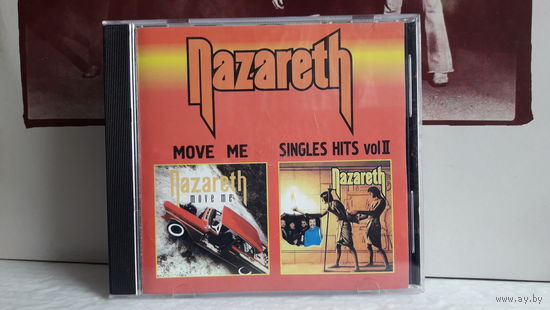 Nazareth
MOVE ME
SINGLES HITS vol II
Nazareth
move me
Nazareth
www.ay.by